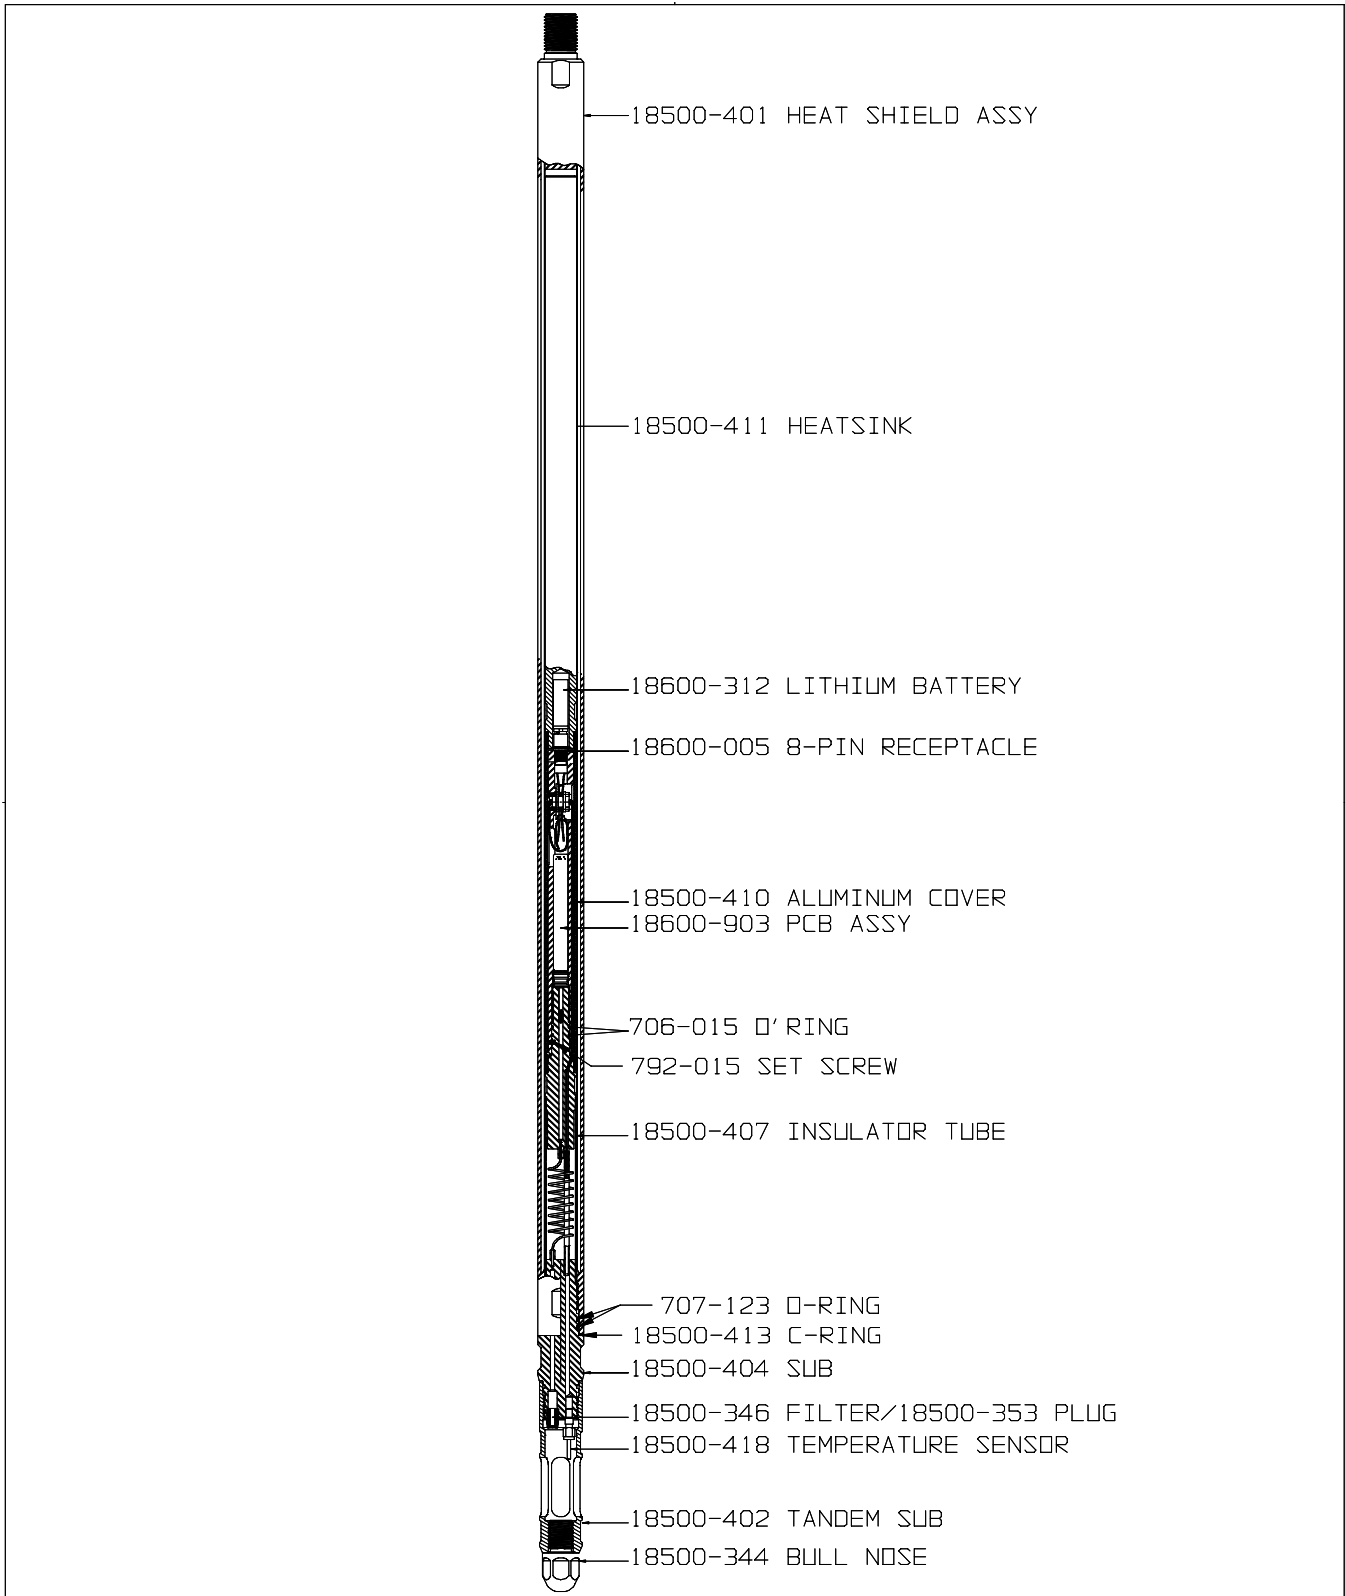 18500-401 HEAT SHIELD ASSY
18500-411 HEATSINK
18600-312 LITHIUM BATTERY
18600-005 8-PIN RECEPTACLE
18500-410 ALUMINUM COVER
18600-903 PCB ASSY
706-015 O'RING
792-015 SET SCREW
18500-407 INSULATOR TUBE
707-123 O-RING
18500-413 C-RING
18500-404 SUB
18500-346 FILTER/18500-353 PLUG
18500-418 TEMPERATURE SENSOR
18500-402 TANDEM SUB
18500-344 BULL NOSE